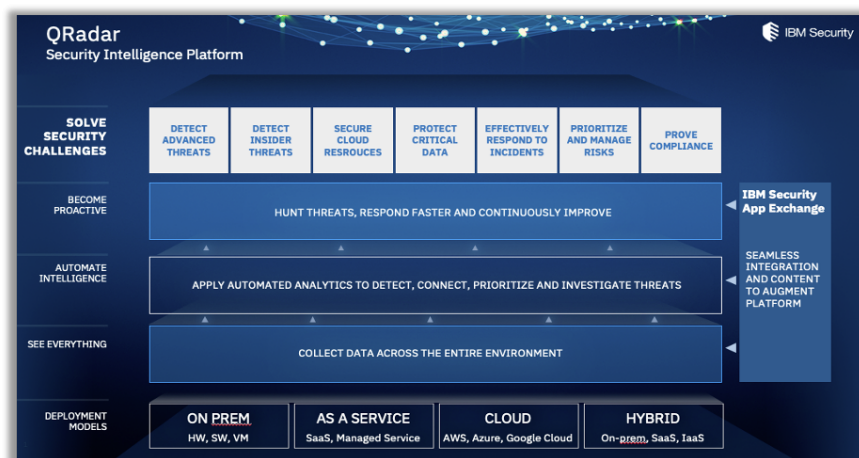 QRadar
Security Intelligence Platform
IBM Security
SOLVE
SECURITY
CHALLENGES
DETECT
ADVANCED
THREATS
DETECT
INSIDER
THREATS
SECURE
CLOUD
RESROUCES
PROTECT
CRITICAL
DATA
EFFECTIVELY
RESPOND TO
INCIDENTS
PRIORITIZE
AND MANAGE
RISKS
PROVE
COMPLIANCE
BECOME
PROACTIVE
HUNT THREATS, RESPOND FASTER AND CONTINUOUSLY IMPROVE
IBM Security
App Exchange
AUTOMATE
INTELLIGENCE
APPLY AUTOMATED ANALYTICS TO DETECT, CONNECT, PRIORITIZE AND INVESTIGATE THREATS
SEAMLESS
INTEGRATION
AND CONTENT
TO AUGMENT
PLATFORM
SEE EVERYTHING
COLLECT DATA ACROSS THE ENTIRE ENVIRONMENT
DEPLOYMENT
MODELS
ON PREM
HW, SW, VM
AS A SERVICE
SaaS, Managed Service
CLOUD
AWS, Azure, Google Cloud
HYBRID
On-prem, SaaS, IaaS